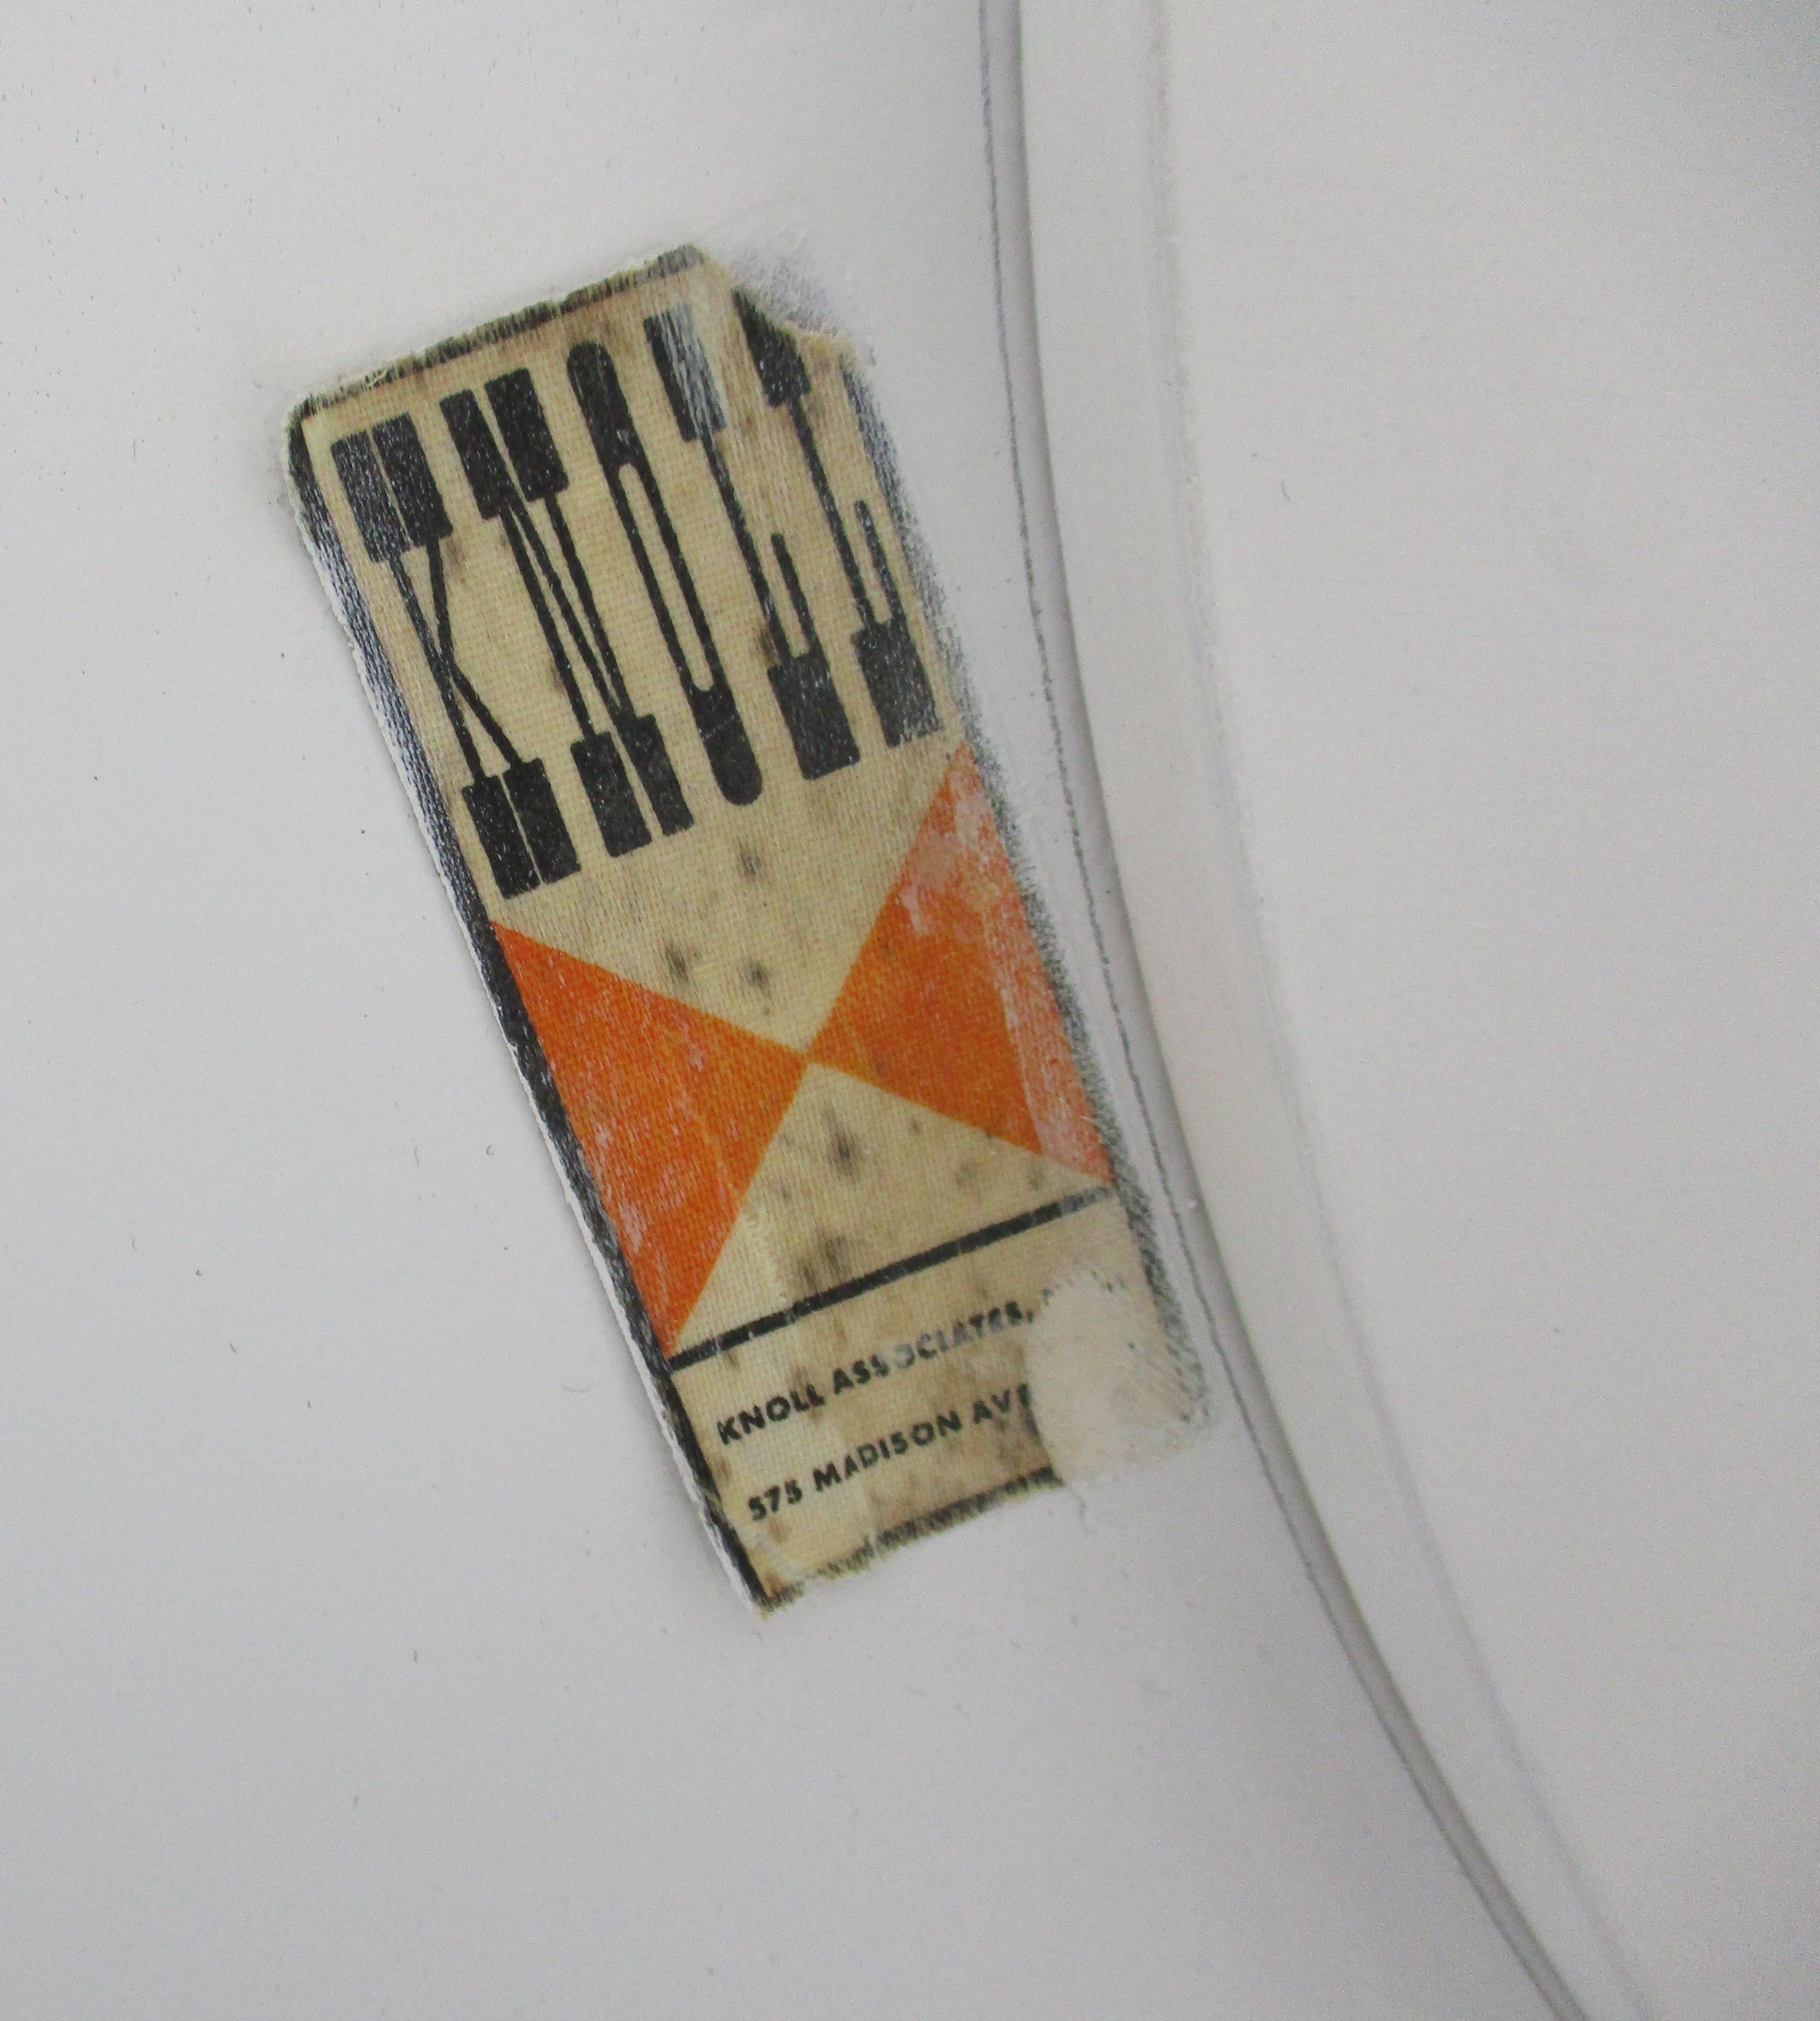 KNOLL
KNOLL ASSOCIATES,
575 MADISON AVE